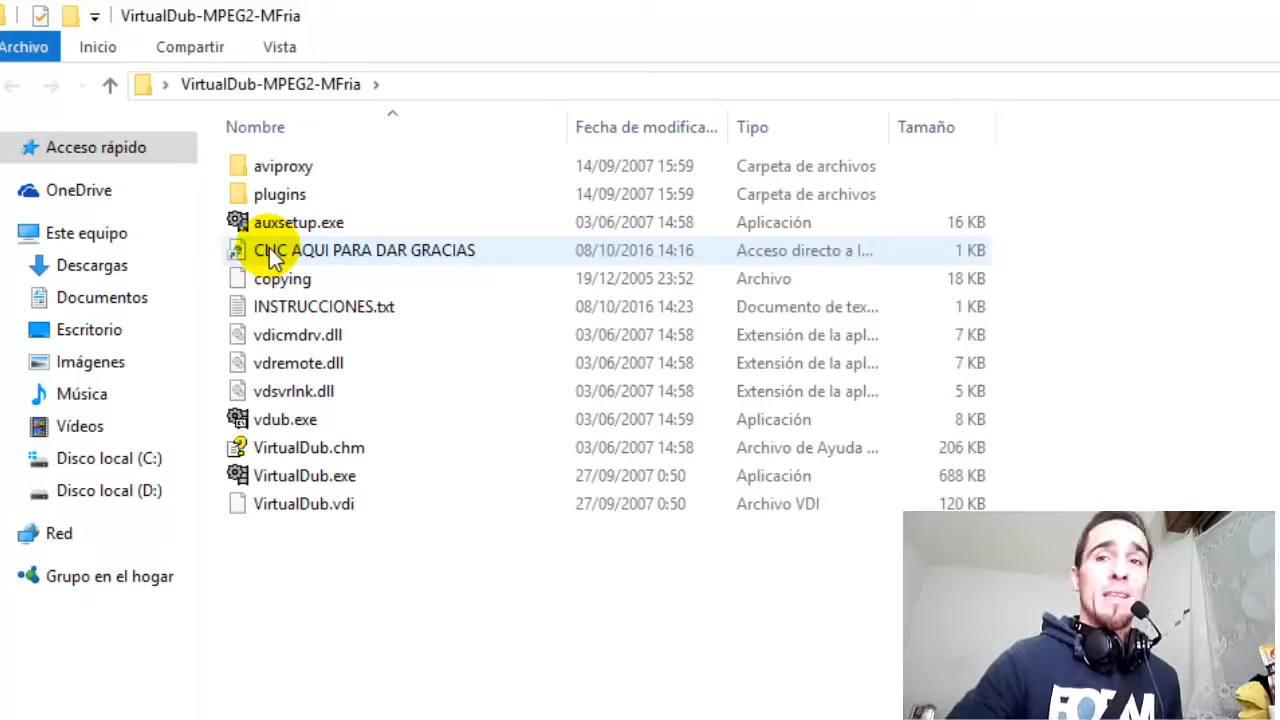 VirtualDub-MPEG2-MFria
Archivo Inicio Compartir Vista
VirtualDub-MPEG2-MFria
Nombre Fecha de modifica... Tipo Tamaño
Acceso rápido
OneDrive
Este equipo
Descargas
Documentos
Escritorio
Imágenes
Música
Vídeos
Disco local (C:)
Disco local (D:)
Red
Grupo en el hogar
aviproxy 14/09/2007 15:59 Carpeta de archivos
plugins 14/09/2007 15:59 Carpeta de archivos
auxsetup.exe 03/06/2007 14:58 Aplicación 16 KB
CLIC AQUI PARA DAR GRACIAS 08/10/2016 14:16 Acceso directo a I... 1 KB
copying 19/12/2005 23:52 Archivo 18 KB
INSTRUCCIONES.txt 08/10/2016 14:23 Documento de tex... 1 KB
vdicmdrv.dll 03/06/2007 14:58 Extensión de la apl... 7 KB
vdremote.dll 03/06/2007 14:58 Extensión de la apl... 7 KB
vdsvrlnk.dll 03/06/2007 14:58 Extensión de la apl... 5 KB
vdub.exe 03/06/2007 14:59 Aplicación 8 KB
VirtualDub.chm 03/06/2007 14:58 Archivo de Ayuda ... 206 KB
VirtualDub.exe 27/09/2007 0:50 Aplicación 688 KB
VirtualDub.vdi 27/09/2007 0:50 Archivo VDI 120 KB